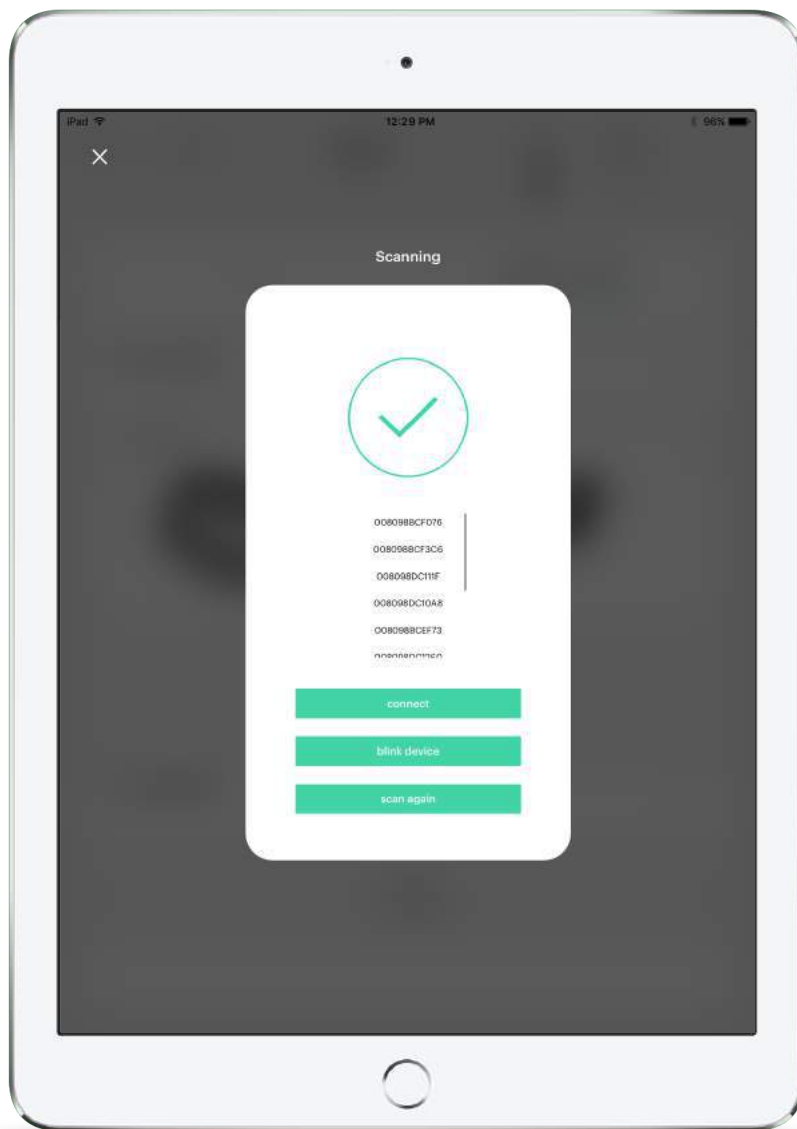 iPad
12:29 PM
96%
Scanning
008098BCF076
008098BCF3C6
008098DC111F
008098DC10A8
008098BCEF73
connect
blink device
scan again